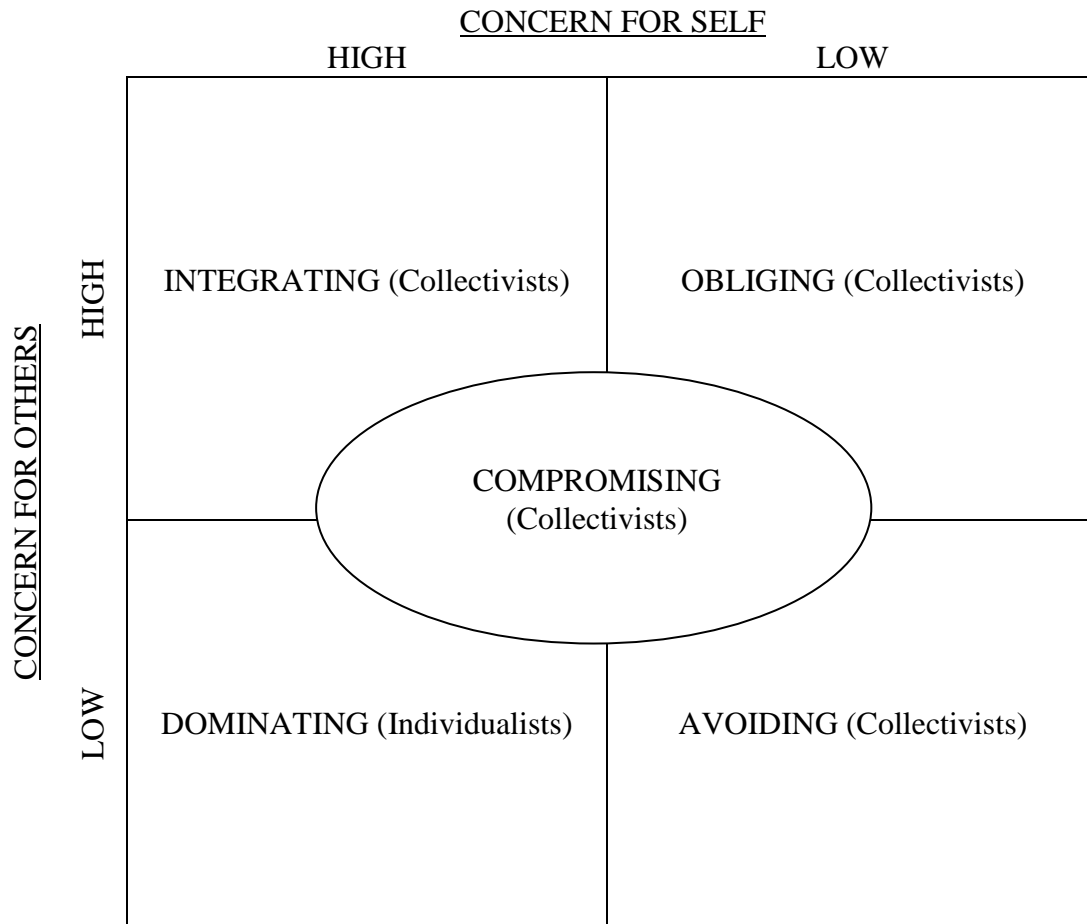 CONCERN FOR SELF
HIGH
LOW
CONCERN FOR OTHERS
HIGH
INTEGRATING (Collectivists)
OBLIGING (Collectivists)
COMPROMISING
(Collectivists)
LOW
DOMINATING (Individualists)
AVOIDING (Collectivists)